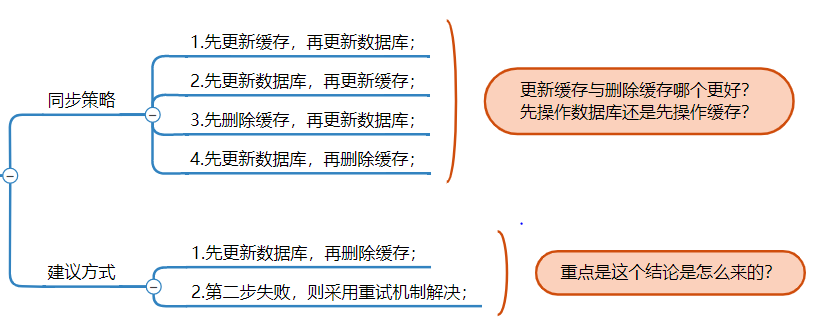 同步策略
1.先更新缓存，再更新数据库；
2.先更新数据库，再更新缓存；
3.先删除缓存，再更新数据库；
4.先更新数据库，再删除缓存；
更新缓存与删除缓存哪个更好？
先操作数据库还是先操作缓存？
建议方式
1.先更新数据库，再删除缓存；
2.第二步失败，则采用重试机制解决；
重点是这个结论是怎么来的？